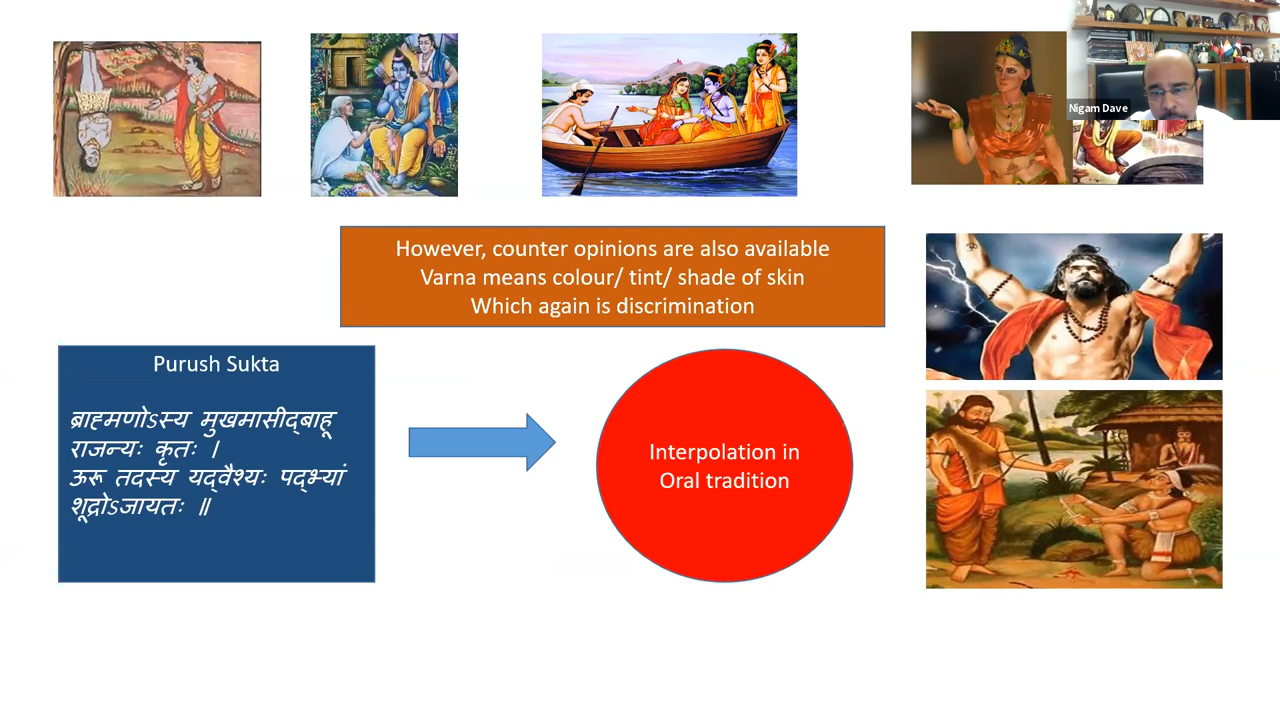 Nigam Dave
However, counter opinions are also available
Varna means colour/ tint/ shade of skin
Which again is discrimination
Purush Sukta
ब्राह्मणोऽस्य मुखमासीद्बाहू
राजन्यः कृतः ।
ऊरू तदस्य यद्वैश्यः पद्भ्यां
शूद्रोऽजायतः ॥
Interpolation in
Oral tradition